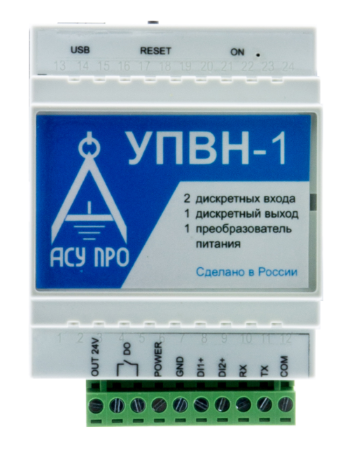 USB RESET ON
13 14 15 16 17 18 19 20 21 22 23 24
УПВН-1
2 дискретных входа
1 дискретный выход
1 преобразователь
питания
АСУ ПРО
Сделано в России
1 2 3 4 5 6 7 8 9 10 11 12
OUT 24V DO POWER GND DI1+ DI2+ RX TX COM